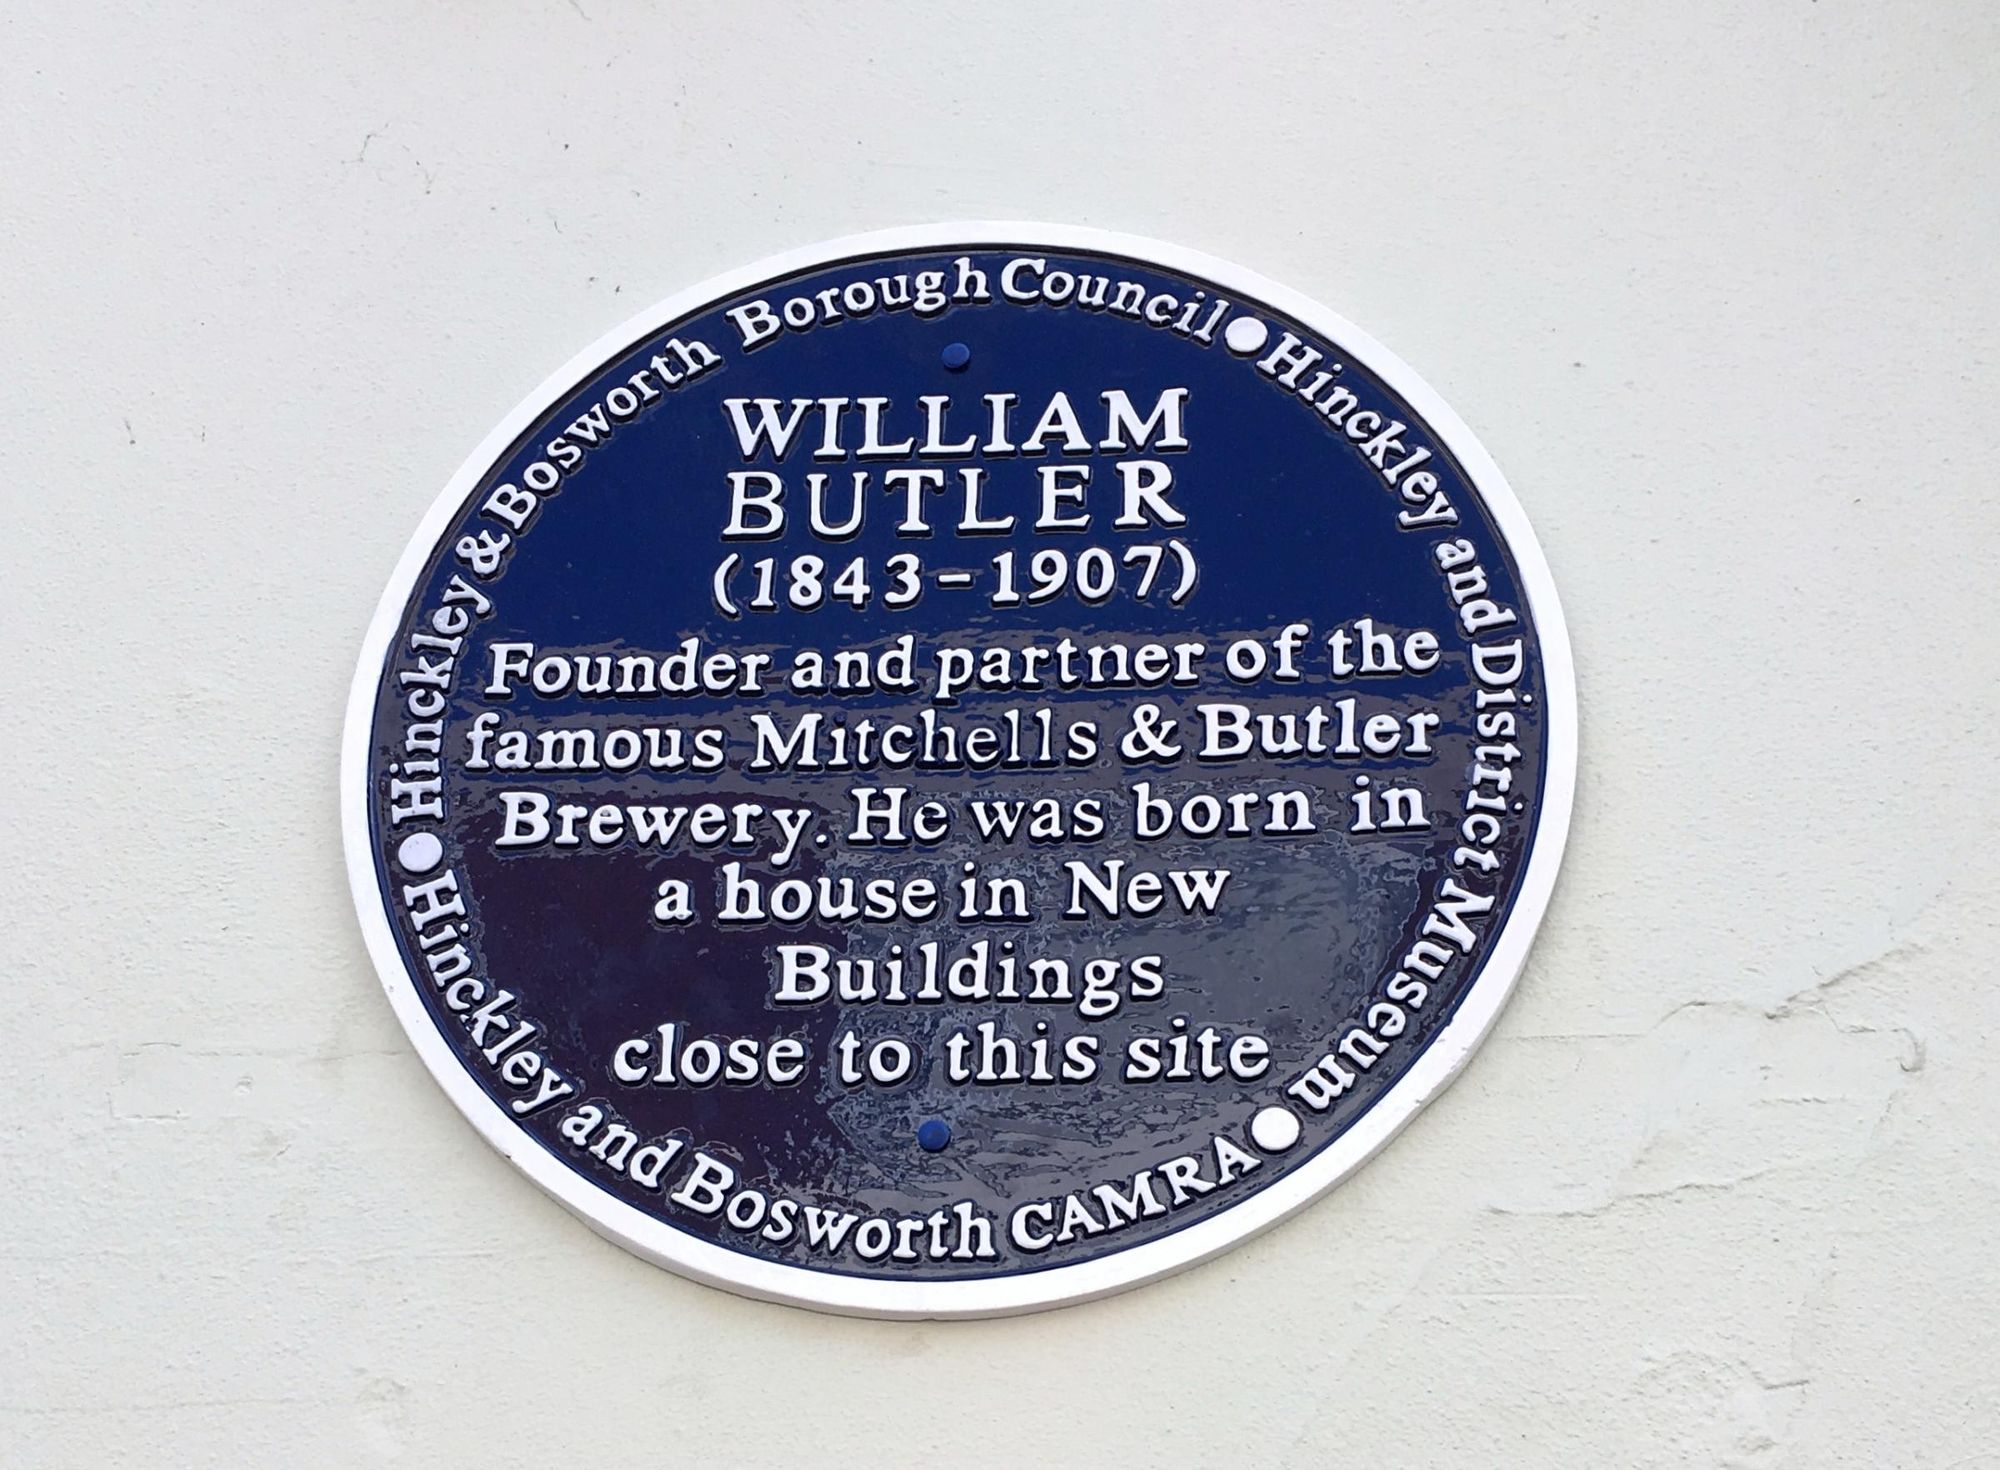 Hinckley & Bosworth Borough Council
Hinckley and District Museum
Hinckley and Bosworth CAMRA
WILLIAM
BUTLER
(1843-1907)
Founder and partner of the
famous Mitchells & Butler
Brewery. He was born in
a house in New
Buildings
close to this site